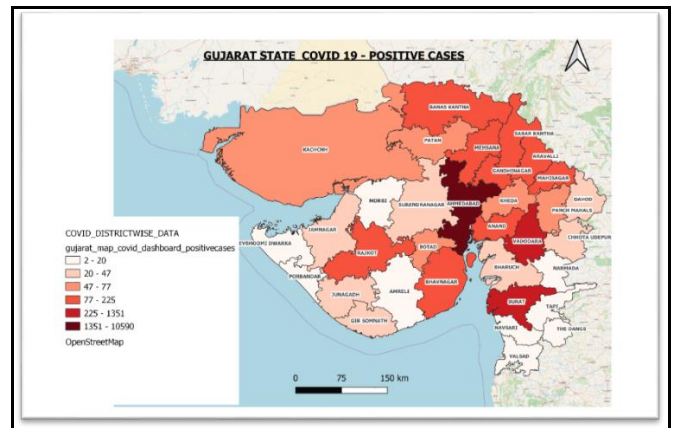 GUJARAT STATE COVID 19 - POSITIVE CASES
BANAS KANTHA
PATAN
SABAR KANTHA
MEHSANA
ARAVALLI
KACHCHH
GANDHINAGAR
MAHISAGAR
MORBI
SURENDRANAGAR
AHMEDABAD
KHEDA
DAHOD
PANCH MAHALS
JAMNAGAR
ANAND
VADODARA
CHHOTA UDEPUR
EVBHOOMI DWARKA
RAJKOT
BOTAD
BHARUCH
NARMADA
PORBANDAR
AMRELI
BHAVNAGAR
JUNAGADH
SURAT
TAPI
GIR SOMNATH
NAVSARI
THE DANGS
VALSAD
COVID_DISTRICTWISE_DATA
gujarat_map_covid_dashboard_positivecases
2 - 20
20 - 47
47 - 77
77 - 225
225 - 1351
1351 - 10590
OpenStreetMap
0 75 150 km